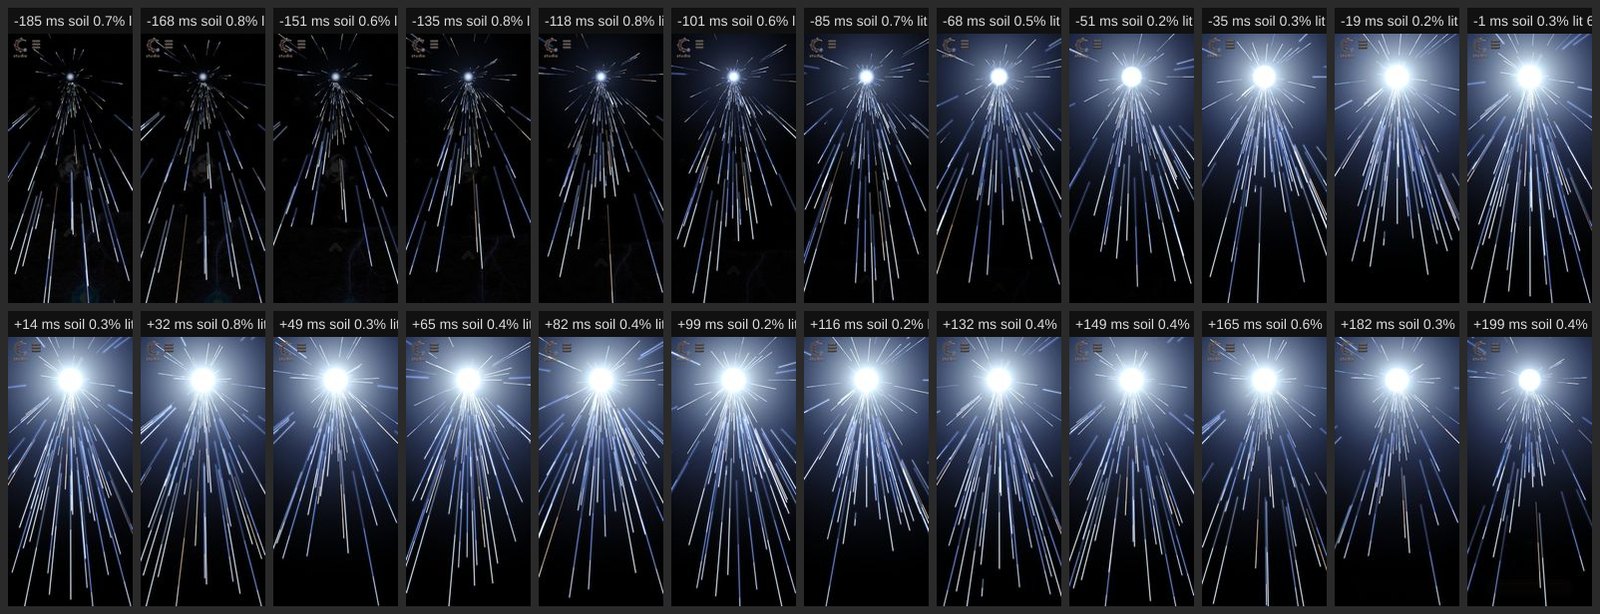 -185 ms soil 0.7% l
-168 ms soil 0.8% l
-151 ms soil 0.6% l
-135 ms soil 0.8% l
-118 ms soil 0.8% l
-101 ms soil 0.6% l
-85 ms soil 0.7% lit
-68 ms soil 0.5% lit
-51 ms soil 0.2% lit
-35 ms soil 0.3% lit
-19 ms soil 0.2% lit
-1 ms soil 0.3% lit 6
+14 ms soil 0.3% lit
+32 ms soil 0.8% lit
+49 ms soil 0.3% lit
+65 ms soil 0.4% lit
+82 ms soil 0.4% lit
+99 ms soil 0.2% lit
+116 ms soil 0.2% l
+132 ms soil 0.4%
+149 ms soil 0.4%
+165 ms soil 0.6%
+182 ms soil 0.3%
+199 ms soil 0.4%